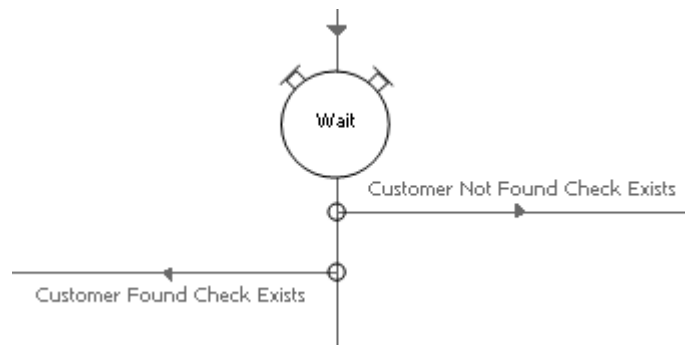 Wait
Customer Not Found Check Exists
Customer Found Check Exists